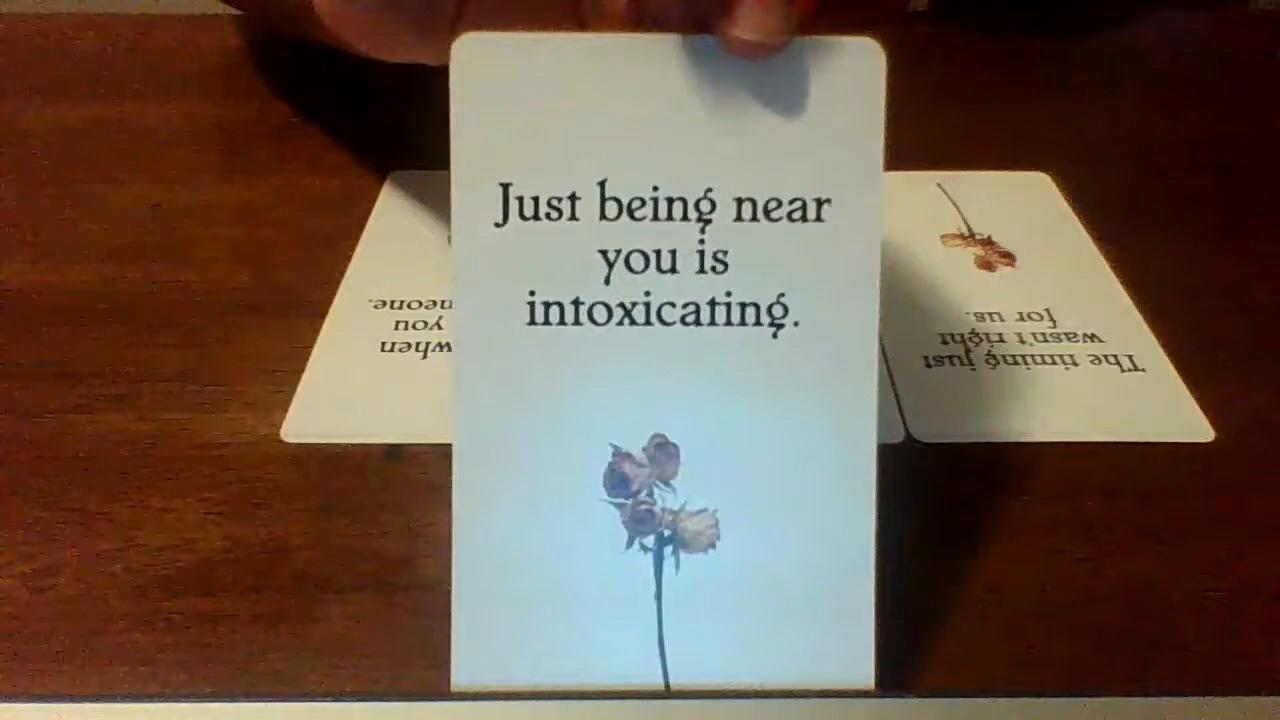 Just being near
you is
intoxicating.
when
you
The timing just
wasn't right
for us.